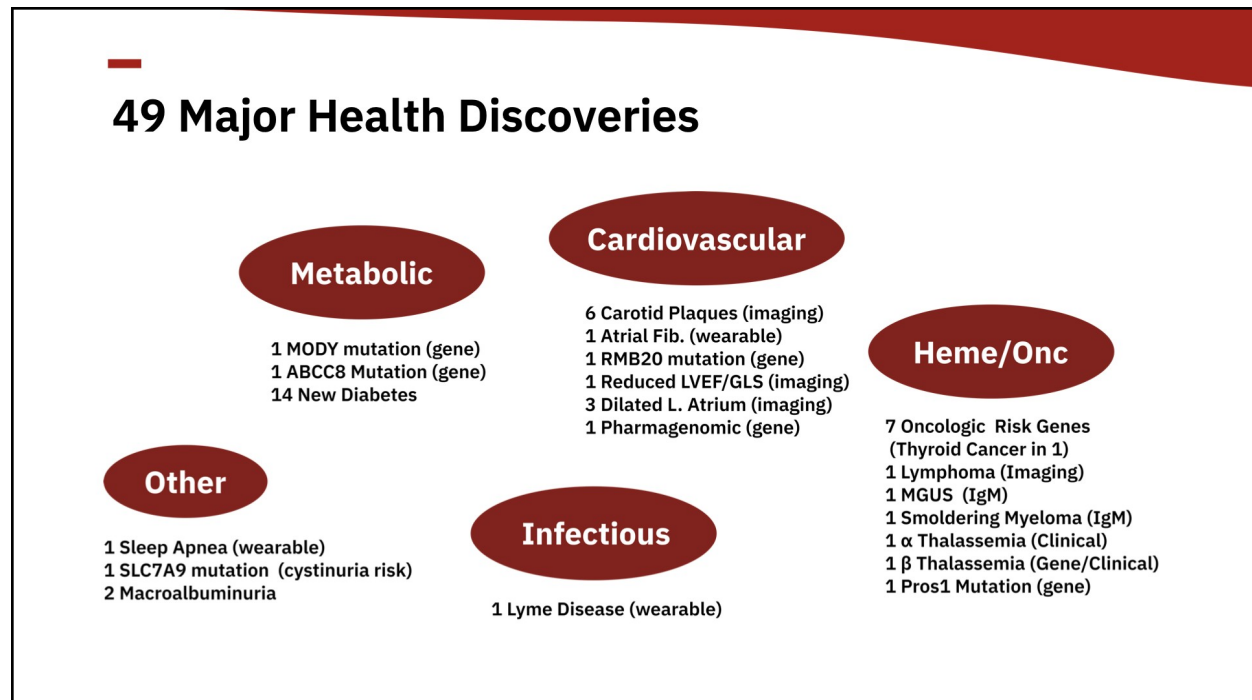 49 Major Health Discoveries
Metabolic
1 MODY mutation (gene)
1 ABCC8 Mutation (gene)
14 New Diabetes
Cardiovascular
6 Carotid Plaques (imaging)
1 Atrial Fib. (wearable)
1 RMB20 mutation (gene)
1 Reduced LVEF/GLS (imaging)
3 Dilated L. Atrium (imaging)
1 Pharmagenomic (gene)
Heme/Onc
7 Oncologic Risk Genes
(Thyroid Cancer in 1)
1 Lymphoma (Imaging)
1 MGUS (IgM)
1 Smoldering Myeloma (IgM)
1 α Thalassemia (Clinical)
1 β Thalassemia (Gene/Clinical)
1 Pros1 Mutation (gene)
Other
1 Sleep Apnea (wearable)
1 SLC7A9 mutation (cystinuria risk)
2 Macroalbuminuria
Infectious
1 Lyme Disease (wearable)